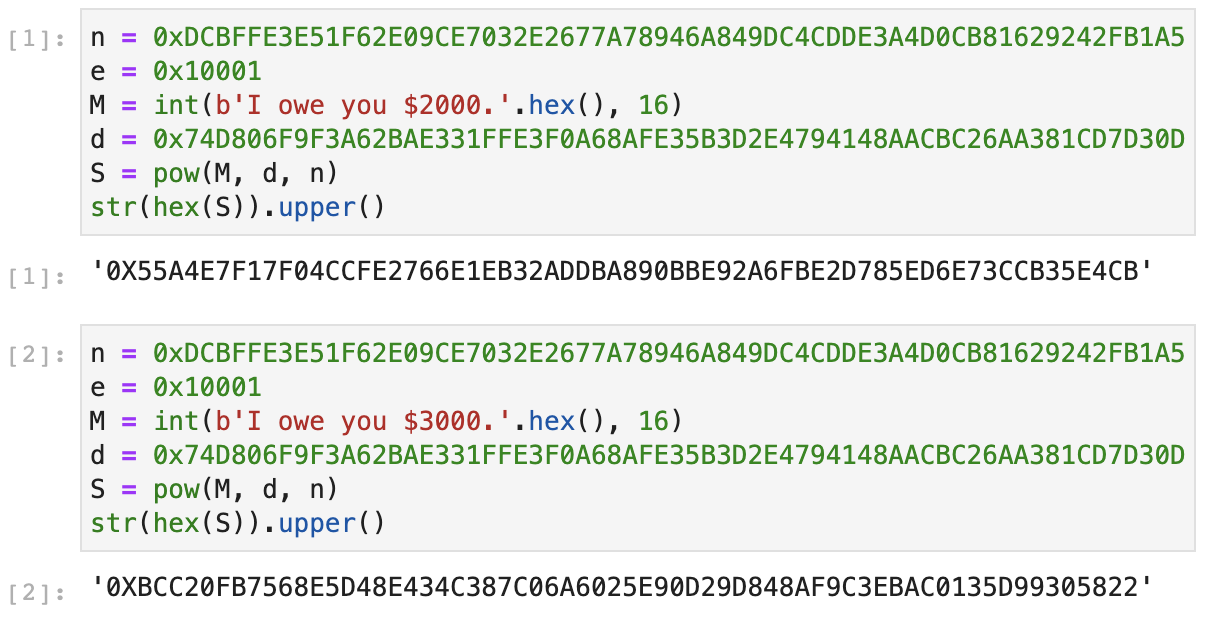 [1]: n = 0xDCBFFE3E51F62E09CE7032E2677A78946A849DC4CDDE3A4D0CB81629242FB1A5
e = 0x10001
M = int(b'I owe you $2000.'.hex(), 16)
d = 0x74D806F9F3A62BAE331FFE3F0A68AFE35B3D2E4794148AACBC26AA381CD7D30D
S = pow(M, d, n)
str(hex(S)).upper()
[1]: '0X55A4E7F17F04CCFE2766E1EB32ADDBA890BBE92A6FBE2D785ED6E73CCB35E4CB'
[2]: n = 0xDCBFFE3E51F62E09CE7032E2677A78946A849DC4CDDE3A4D0CB81629242FB1A5
e = 0x10001
M = int(b'I owe you $3000.'.hex(), 16)
d = 0x74D806F9F3A62BAE331FFE3F0A68AFE35B3D2E4794148AACBC26AA381CD7D30D
S = pow(M, d, n)
str(hex(S)).upper()
[2]: '0XBCC20FB7568E5D48E434C387C06A6025E90D29D848AF9C3EBAC0135D99305822'